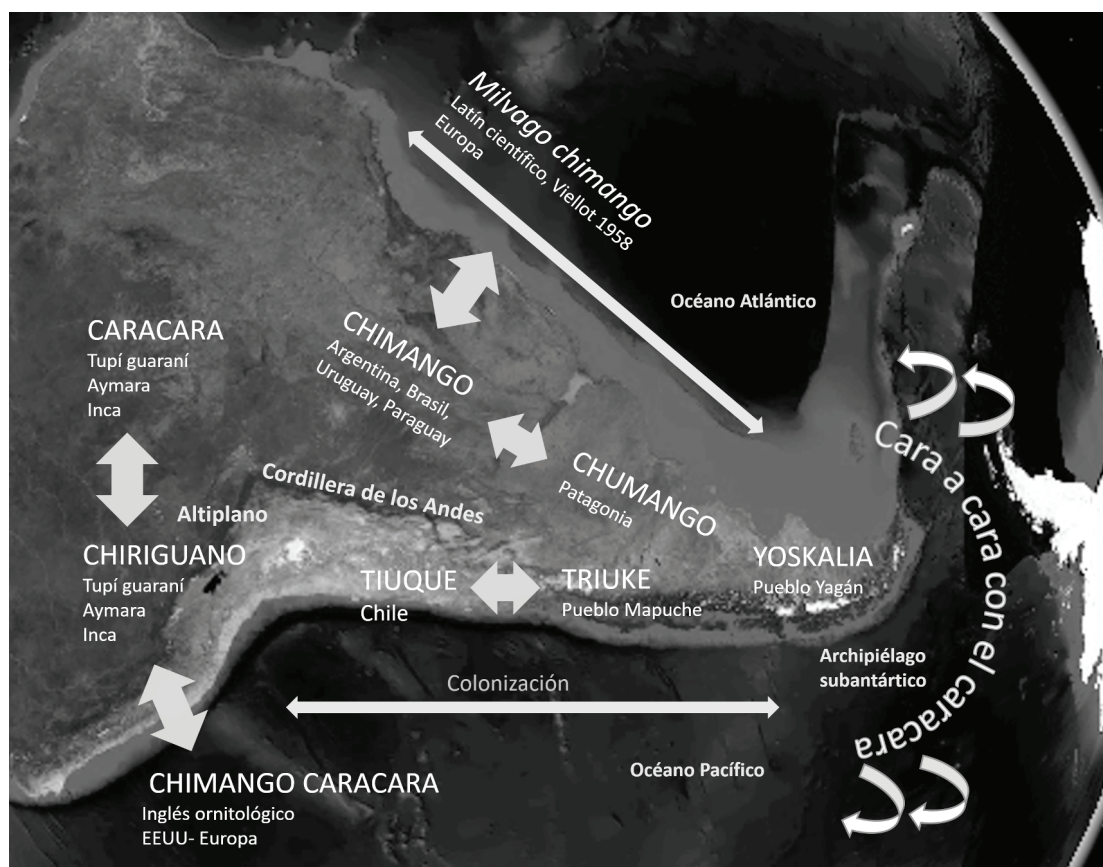 Milvago chimango
Latín científico, Viellot 1958
Europa
Océano Atlántico
CARACARA
Tupí guaraní
Aymara
Inca
CHIMANGO
Argentina, Brasil,
Uruguay, Paraguay
Cara a cara con el caracara
Cordillera de los Andes
CHUMANGO
Patagonia
Altiplano
CHIRIGUANO
Tupí guaraní
Aymara
Inca
TIUQUE
Chile
TRIUKE
Pueblo Mapuche
YOSKALIA
Pueblo Yagán
Archipiélago
subantártico
Colonización
Océano Pacífico
CHIMANGO CARACARA
Inglés ornitológico
EEUU- Europa